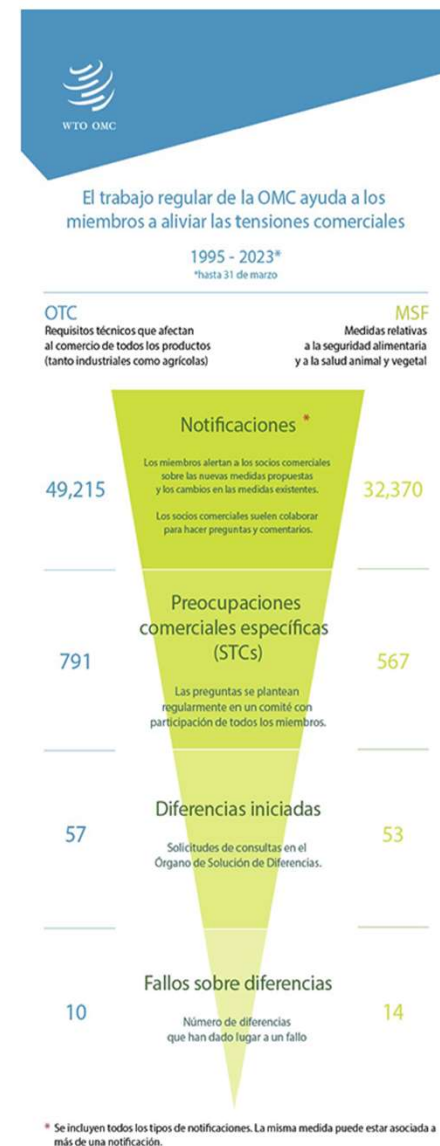 WTO OMC
El trabajo regular de la OMC ayuda a los
miembros a aliviar las tensiones comerciales
1995 - 2023*
*hasta 31 de marzo
OTC
Requisitos técnicos que afectan
al comercio de todos los productos
(tanto industriales como agrícolas)
MSF
Medidas relativas
a la seguridad alimentaria
y a la salud animal y vegetal
Notificaciones *
Los miembros alertan a los socios comerciales
sobre las nuevas medidas propuestas
y los cambios en las medidas existentes.
Los socios comerciales suelen colaborar
para hacer preguntas y comentarios.
49,215
32,370
Preocupaciones
comerciales específicas
(STCs)
Las preguntas se plantean
regularmente en un comité con
participación de todos los miembros.
791
567
Diferencias iniciadas
Solicitudes de consultas en el
Órgano de Solución de Diferencias.
57
53
Fallos sobre diferencias
Número de diferencias
que han dado lugar a un fallo
10
14
* Se incluyen todos los tipos de notificaciones. La misma medida puede estar asociada a
más de una notificación.